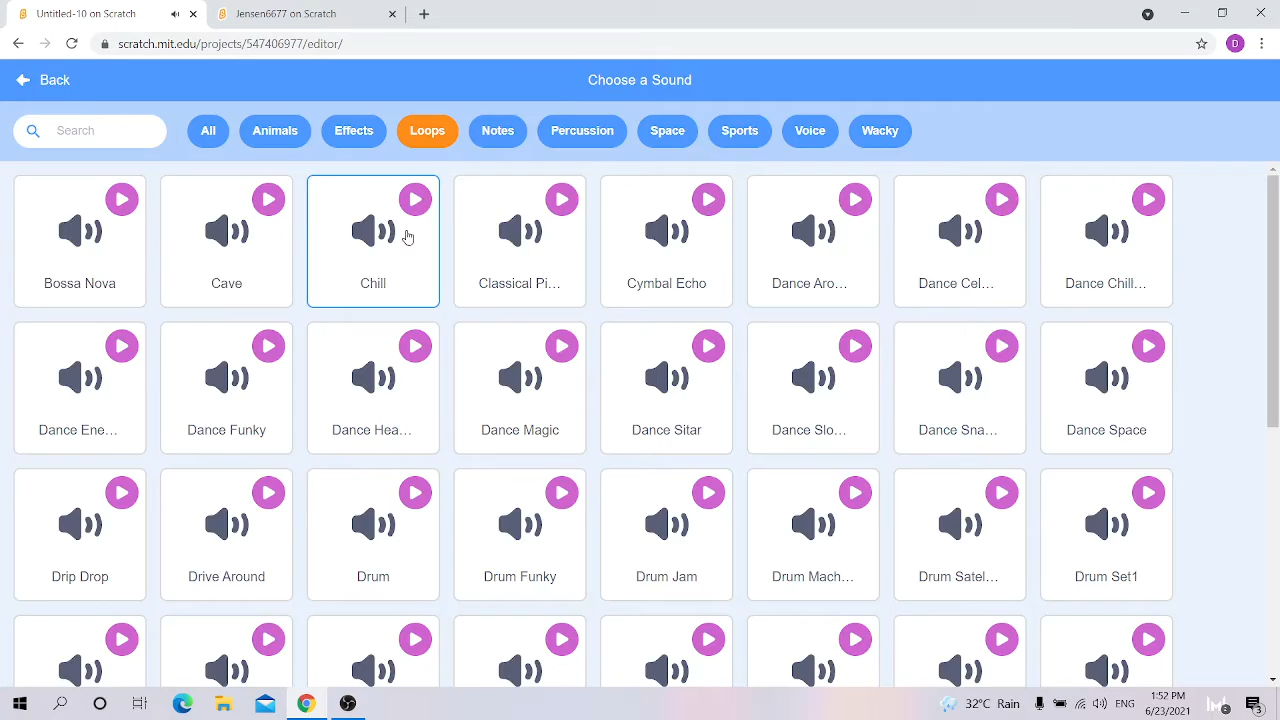 Untitled-10 on Scratch
Jensen6677 on Scratch
scratch.mit.edu/projects/547406977/editor/
D
Back
Choose a Sound
Search
All
Animals
Effects
Loops
Notes
Percussion
Space
Sports
Voice
Wacky
Bossa Nova
Cave
Chill
Classical Pi...
Cymbal Echo
Dance Aro...
Dance Cel...
Dance Chill...
Dance Ene...
Dance Funky
Dance Hea...
Dance Magic
Dance Sitar
Dance Slo...
Dance Sna...
Dance Space
Drip Drop
Drive Around
Drum
Drum Funky
Drum Jam
Drum Mach...
Drum Satel...
Drum Set1
32°C Rain
ENG
1:52 PM
6/23/2021
2
3